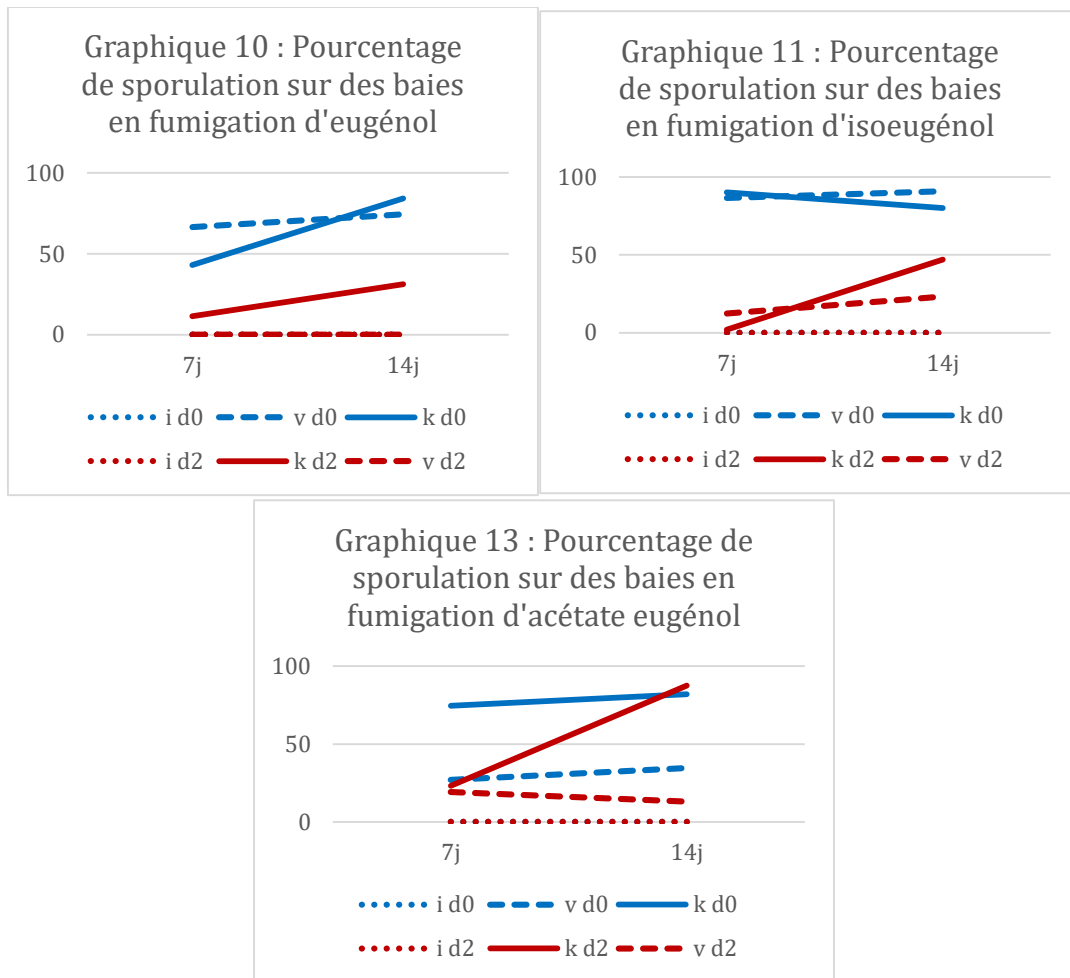 Graphique 10 : Pourcentage
de sporulation sur des baies
en fumigation d'eugénol
100
50
0
7j 14j
i d0 v d0 k d0
i d2 k d2 v d2
Graphique 11 : Pourcentage
de sporulation sur des baies
en fumigation d'isoeugénol
100
50
0
7j 14j
i d0 v d0 k d0
i d2 k d2 v d2
Graphique 13 : Pourcentage de
sporulation sur des baies en
fumigation d'acétate eugénol
100
50
0
7j 14j
i d0 v d0 k d0
i d2 k d2 v d2